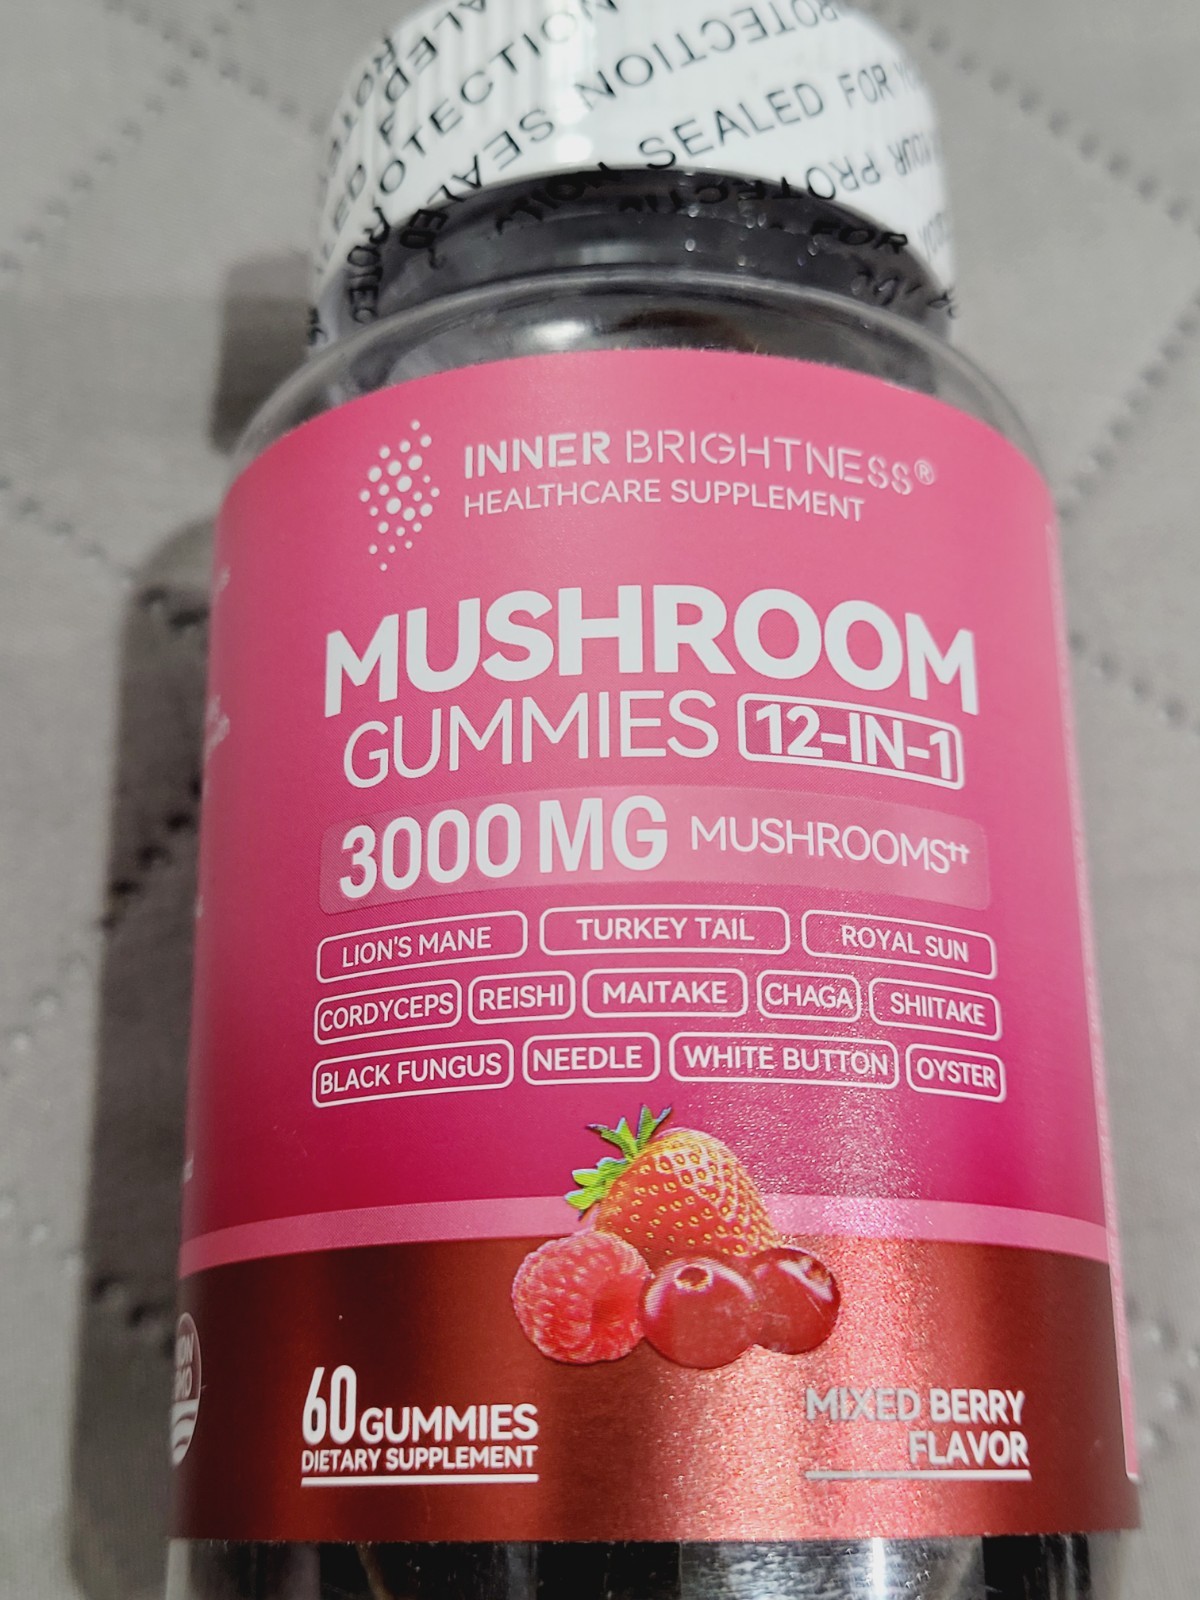 SEALED FOR
PROTECTION
INNER BRIGHTNESS®
HEALTHCARE SUPPLEMENT
MUSHROOM
GUMMIES 12-IN-1
3000 MG MUSHROOMS††
LION'S MANE TURKEY TAIL ROYAL SUN
CORDYCEPS REISHI MAITAKE CHAGA SHIITAKE
BLACK FUNGUS NEEDLE WHITE BUTTON OYSTER
60 GUMMIES
DIETARY SUPPLEMENT
MIXED BERRY
FLAVOR